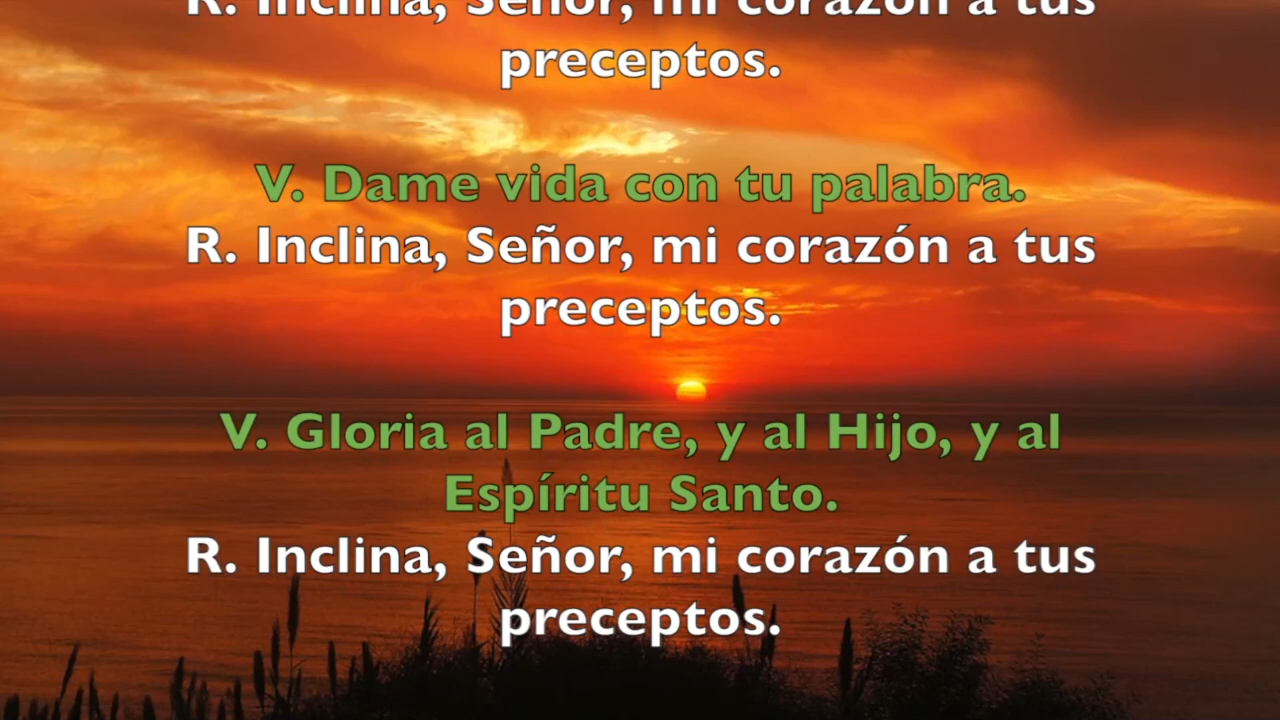 R. Inclina, Señor, mi corazón a tus
preceptos.
V. Dame vida con tu palabra.
R. Inclina, Señor, mi corazón a tus
preceptos.
V. Gloria al Padre, y al Hijo, y al
Espíritu Santo.
R. Inclina, Señor, mi corazón a tus
preceptos.